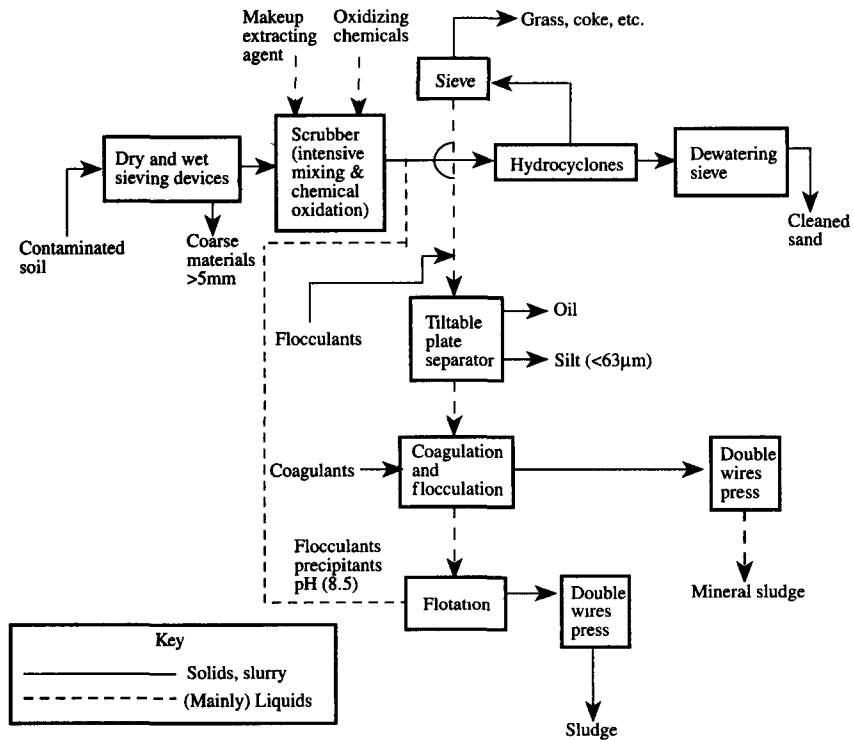 Makeup
extracting
agent
Oxidizing
chemicals
Grass, coke, etc.
Sieve
Scrubber
(intensive
mixing &
chemical
oxidation)
Dry and wet
sieving devices
Hydrocyclones
Dewatering
sieve
Contaminated
soil
Coarse
materials
>5mm
Cleaned
sand
Flocculants
Tiltable
plate
separator
Oil
Silt (<63μm)
Coagulants
Coagulation
and
flocculation
Double
wires
press
Mineral sludge
Flocculants
precipitants
pH (8.5)
Flotation
Double
wires
press
Sludge
Key
Solids, slurry
(Mainly) Liquids